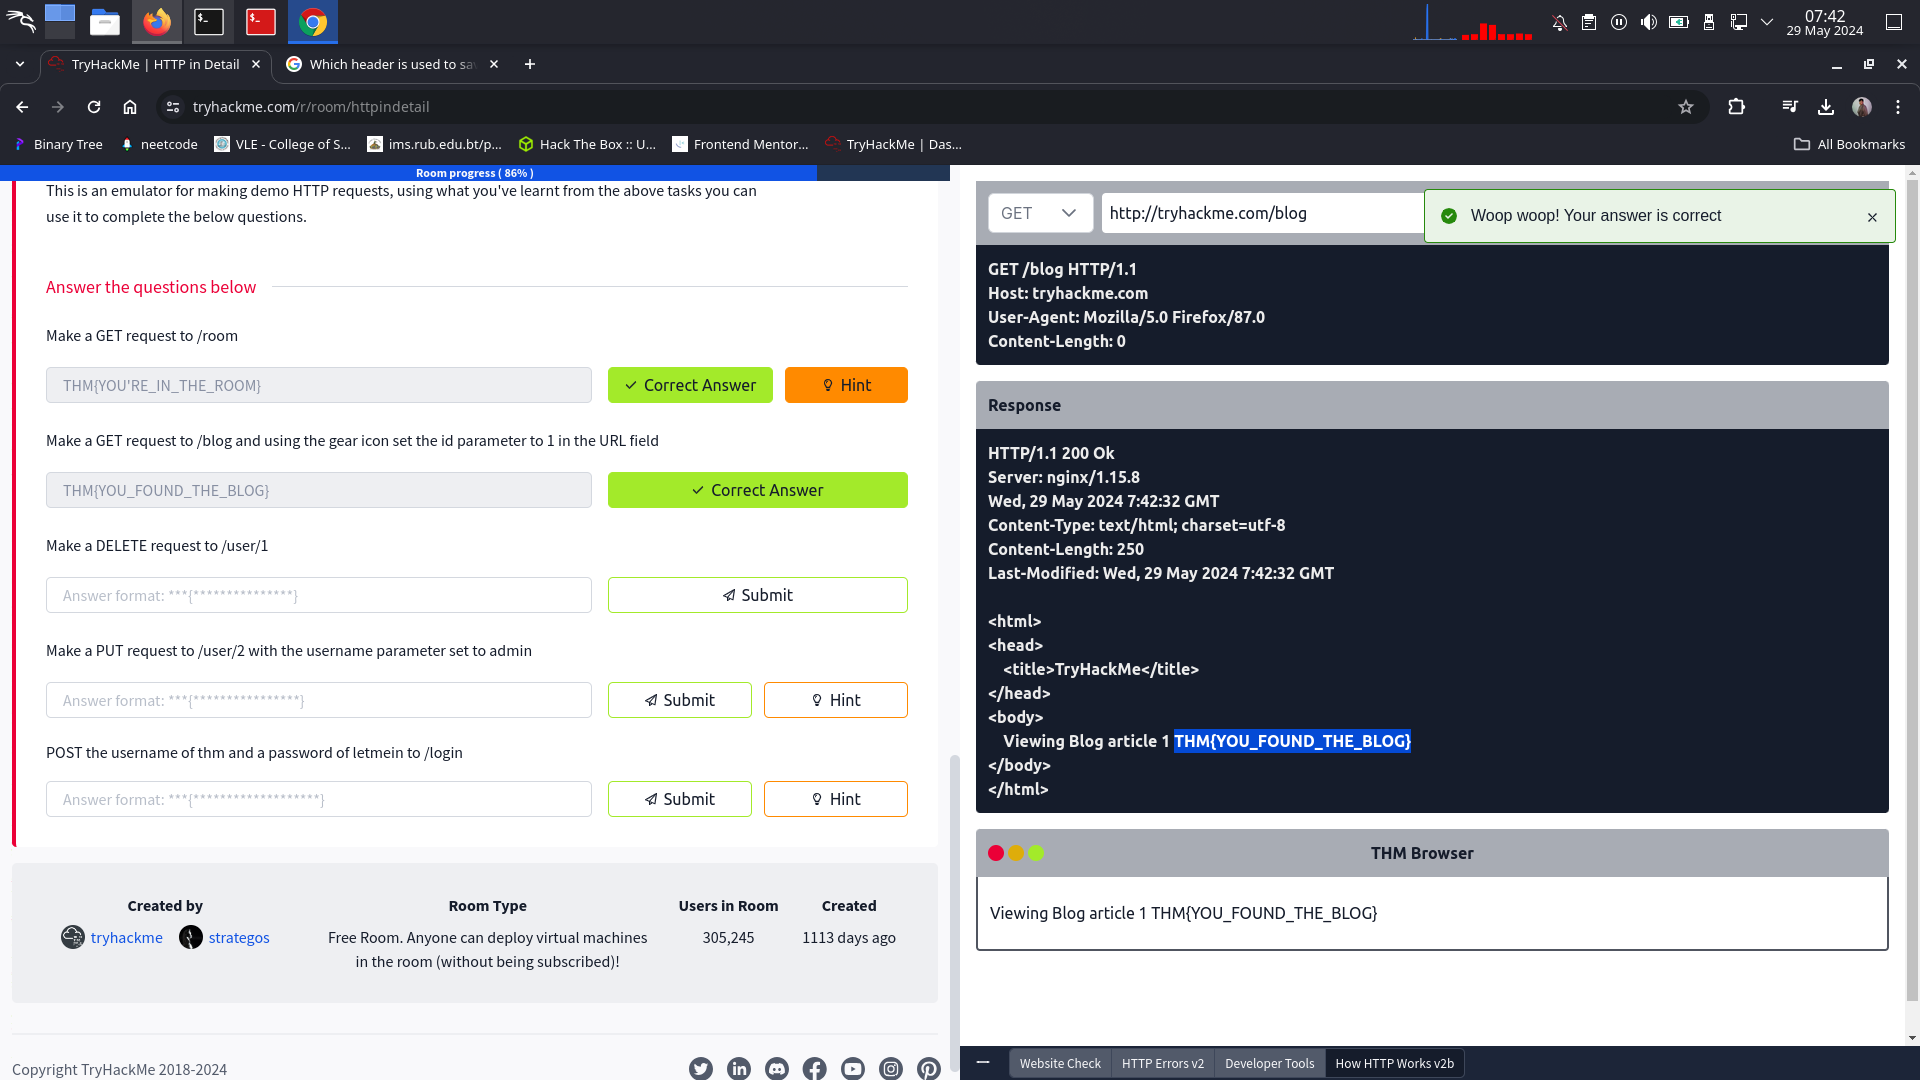 07:42
29 May 2024
TryHackMe | HTTP in Detail
Which header is used to sa
tryhackme.com/r/room/httpindetail
Binary Tree
neetcode
VLE - College of S...
ims.rub.edu.bt/p...
Hack The Box :: U...
Frontend Mentor...
TryHackMe | Das...
All Bookmarks
Room progress ( 86% )
This is an emulator for making demo HTTP requests, using what you've learnt from the above tasks you can
use it to complete the below questions.
Answer the questions below
Make a GET request to /room
THM{YOU'RE_IN_THE_ROOM}
Correct Answer
Hint
Make a GET request to /blog and using the gear icon set the id parameter to 1 in the URL field
THM{YOU_FOUND_THE_BLOG}
Correct Answer
Make a DELETE request to /user/1
Answer format: ***{***************}
Submit
Make a PUT request to /user/2 with the username parameter set to admin
Answer format: ***{****************}
Submit
Hint
POST the username of thm and a password of letmein to /login
Answer format: ***{*******************}
Submit
Hint
Created by
tryhackme
strategos
Room Type
Free Room. Anyone can deploy virtual machines
in the room (without being subscribed)!
Users in Room
305,245
Created
1113 days ago
Copyright TryHackMe 2018-2024
GET
http://tryhackme.com/blog
Woop woop! Your answer is correct
GET /blog HTTP/1.1
Host: tryhackme.com
User-Agent: Mozilla/5.0 Firefox/87.0
Content-Length: 0
Response
HTTP/1.1 200 Ok
Server: nginx/1.15.8
Wed, 29 May 2024 7:42:32 GMT
Content-Type: text/html; charset=utf-8
Content-Length: 250
Last-Modified: Wed, 29 May 2024 7:42:32 GMT
<html>
<head>
<title>TryHackMe</title>
</head>
<body>
Viewing Blog article 1 THM{YOU_FOUND_THE_BLOG}
</body>
</html>
THM Browser
Viewing Blog article 1 THM{YOU_FOUND_THE_BLOG}
Website Check
HTTP Errors v2
Developer Tools
How HTTP Works v2b